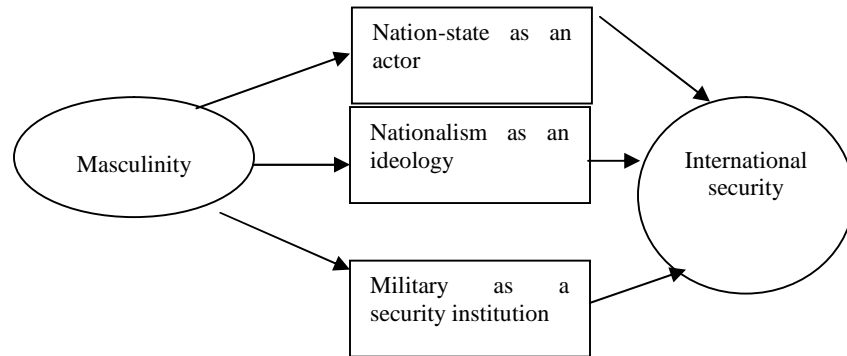 Nation-state as an
actor
Masculinity
Nationalism as an
ideology
International
security
Military as a
security institution